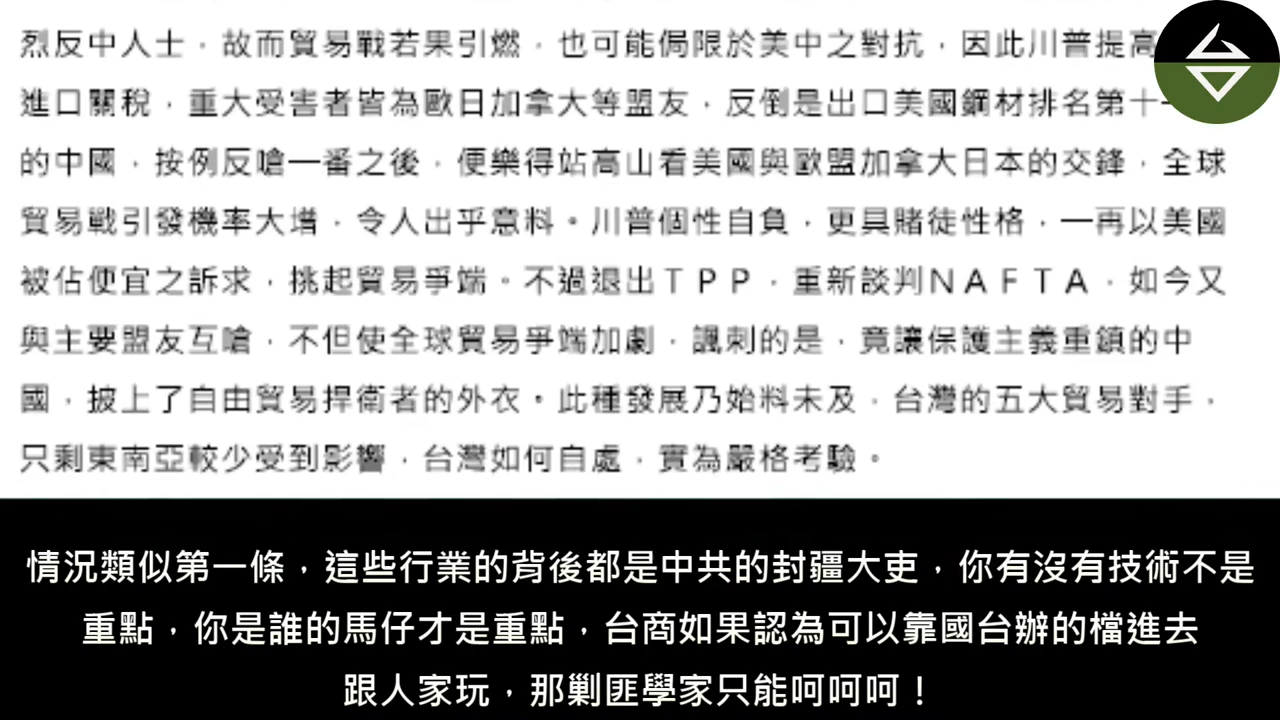 烈反中人士，故而貿易戰若果引燃，也可能侷限於美中之對抗，因此川普提高
進口關稅，重大受害者皆為歐日加拿大等盟友，反倒是出口美國鋼材排名第十一
的中國，按例反嗆一番之後，便樂得站高山看美國與歐盟加拿大日本的交鋒，全球
貿易戰引發機率大增，令人出乎意料。川普個性自負，更具賭徒性格，一再以美國
被佔便宜之訴求，挑起貿易爭端。不過退出ＴＰＰ，重新談判ＮＡＦＴＡ，如今又
與主要盟友互嗆，不但使全球貿易爭端加劇，諷刺的是，竟讓保護主義重鎮的中
國，披上了自由貿易捍衛者的外衣。此種發展乃始料未及，台灣的五大貿易對手，
只剩東南亞較少受到影響，台灣如何自處，實為嚴格考驗。
情況類似第一條，這些行業的背後都是中共的封疆大吏，你有沒有技術不是
重點，你是誰的馬仔才是重點，台商如果認為可以靠國台辦的檔進去
跟人家玩，那剿匪學家只能呵呵呵！